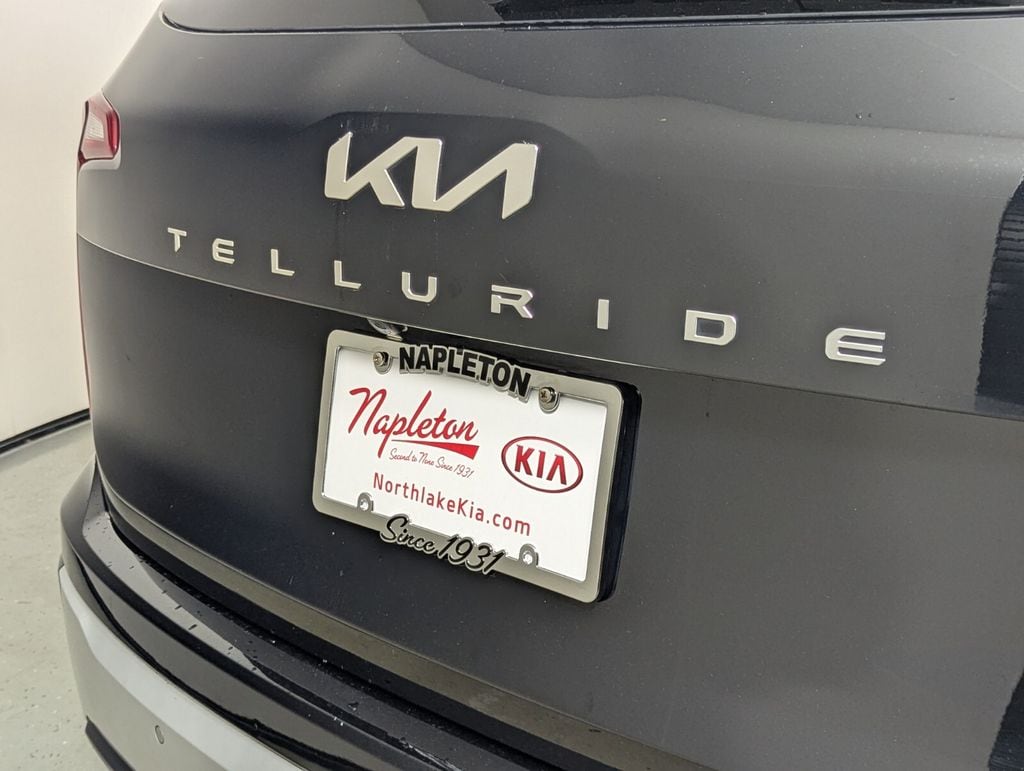 KIA
TELLURIDE
NAPLETON
Napleton
Second to None Since 1931
KIA
NorthlakeKia.com
Since 1931